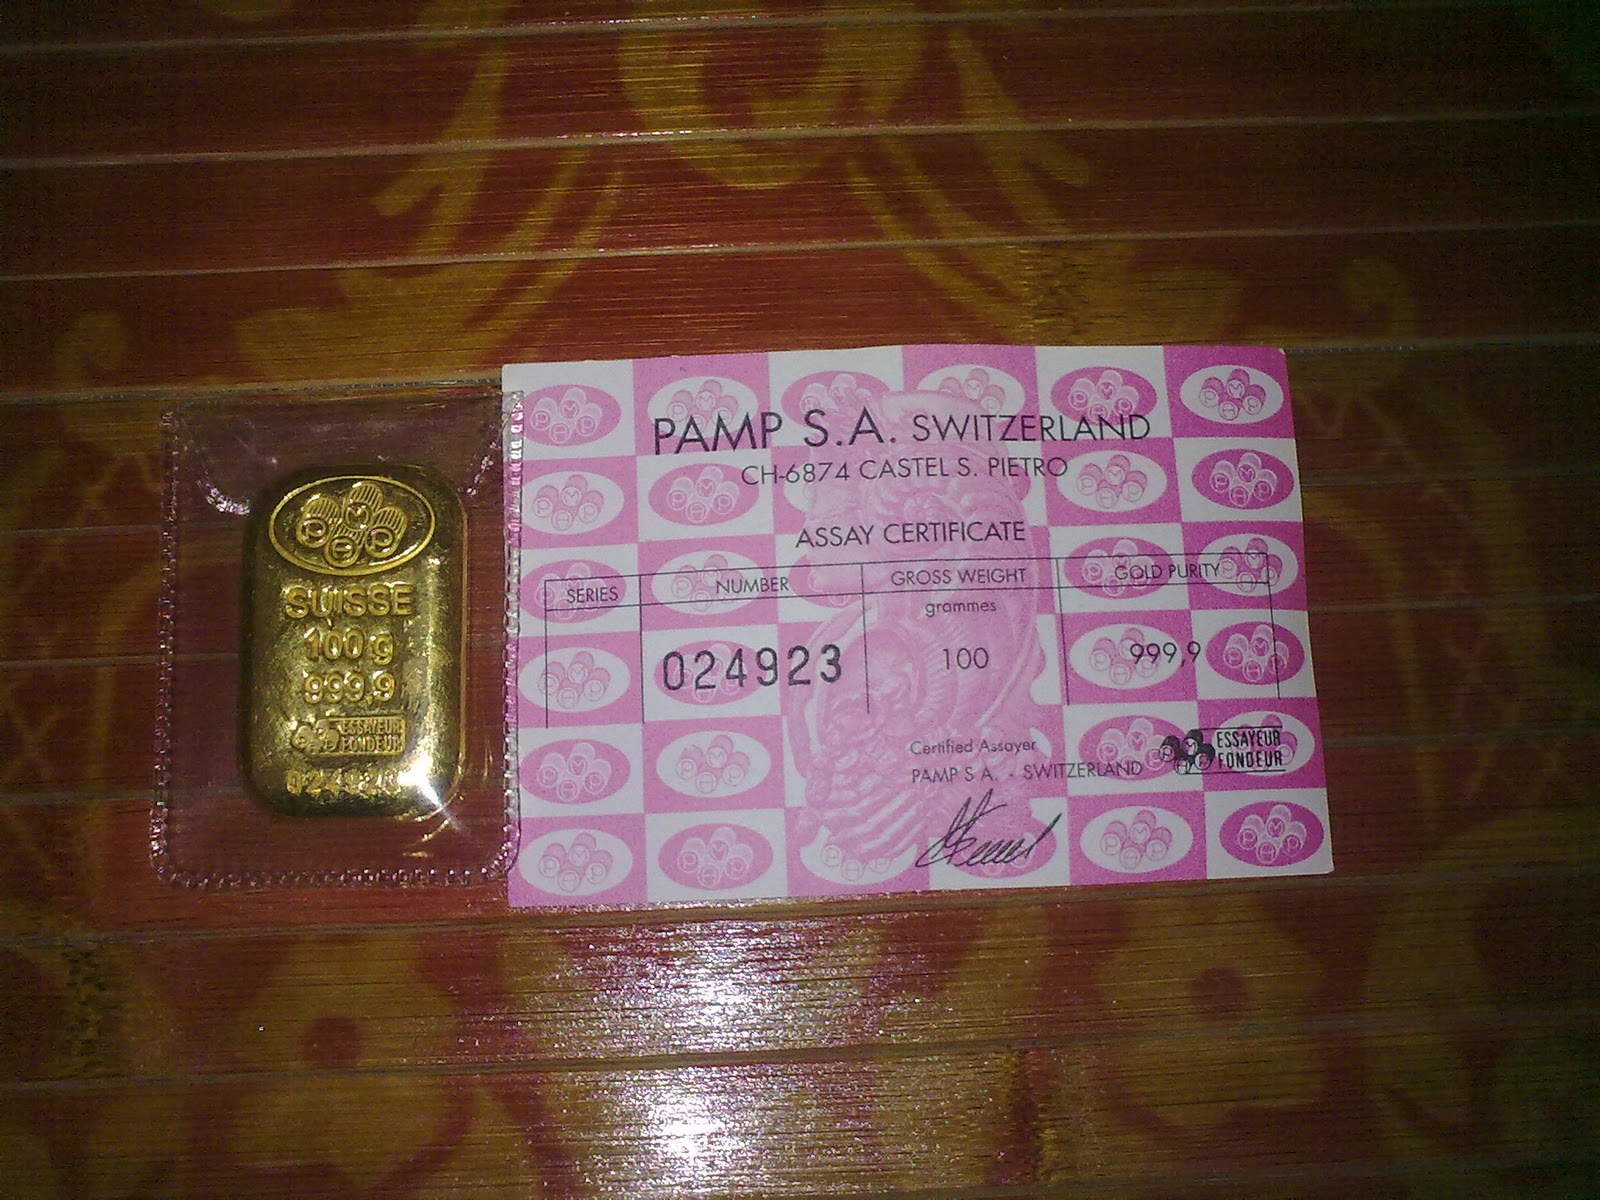 PAMP
SUISSE
100 g
999,9
ESSAYEUR
FONDEUR
PAMP S.A. SWITZERLAND
CH-6874 CASTEL S. PIETRO
ASSAY CERTIFICATE
SERIES NUMBER GROSS WEIGHT GOLD PURITY
grammes
024923 100 999,9
Certified Assayer
PAMP S A. - SWITZERLAND
ESSAYEUR
FONDEUR